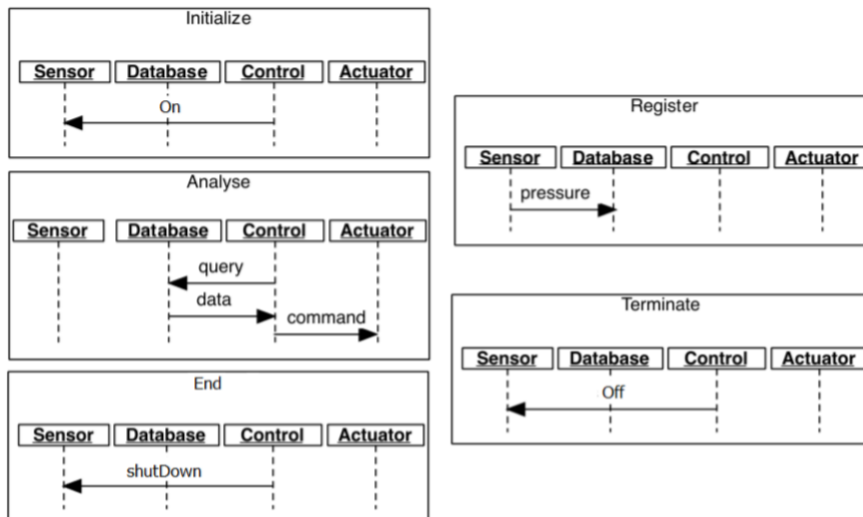 Initialize
Sensor Database Control Actuator
On
Analyse
Sensor Database Control Actuator
query
data
command
End
Sensor Database Control Actuator
shutDown
Register
Sensor Database Control Actuator
pressure
Terminate
Sensor Database Control Actuator
Off